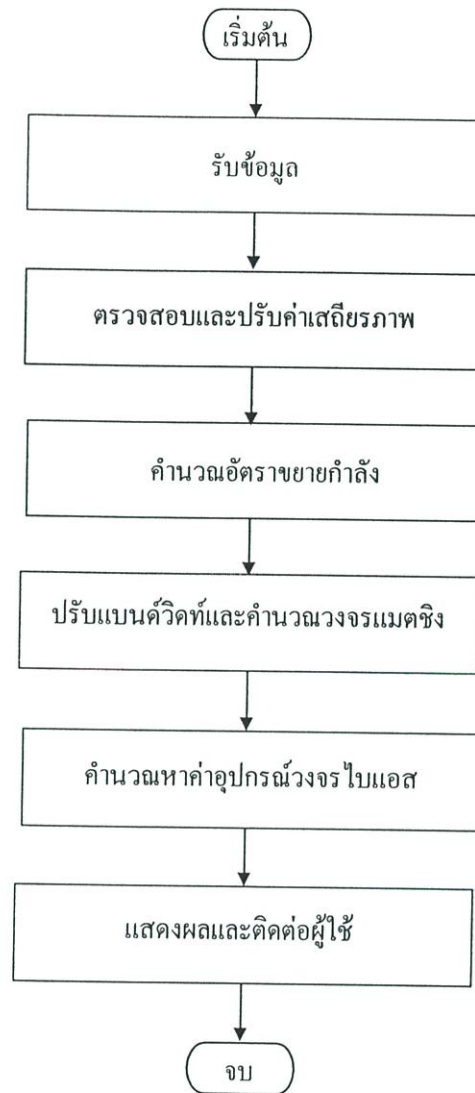 เริ่มต้น
รับข้อมูล
ตรวจสอบและปรับค่าเสถียรภาพ
คำนวณอัตราขยายกำลัง
ปรับแบนด์วิดท์และคำนวณวงจรแมตชิง
คำนวณหาค่าอุปกรณ์วงจรไบแอส
แสดงผลและติดต่อผู้ใช้
จบ